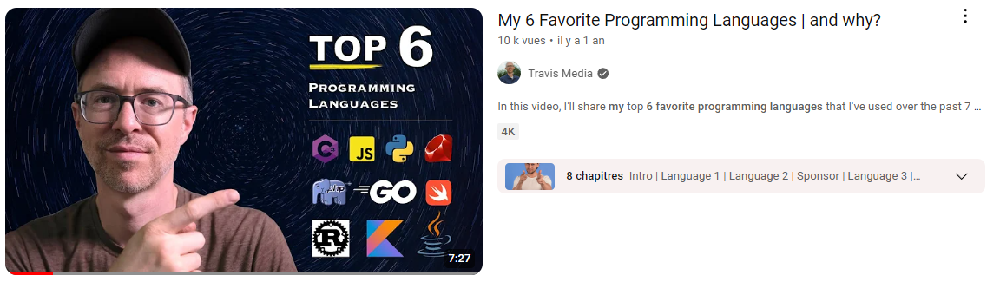 TOP 6
PROGRAMMING
LANGUAGES
C#
JS
php
GO
R
7:27
My 6 Favorite Programming Languages | and why?
10 k vues • il y a 1 an
Travis Media
In this video, I'll share my top 6 favorite programming languages that I've used over the past 7 ...
4K
8 chapitres Intro | Language 1 | Language 2 | Sponsor | Language 3 |...